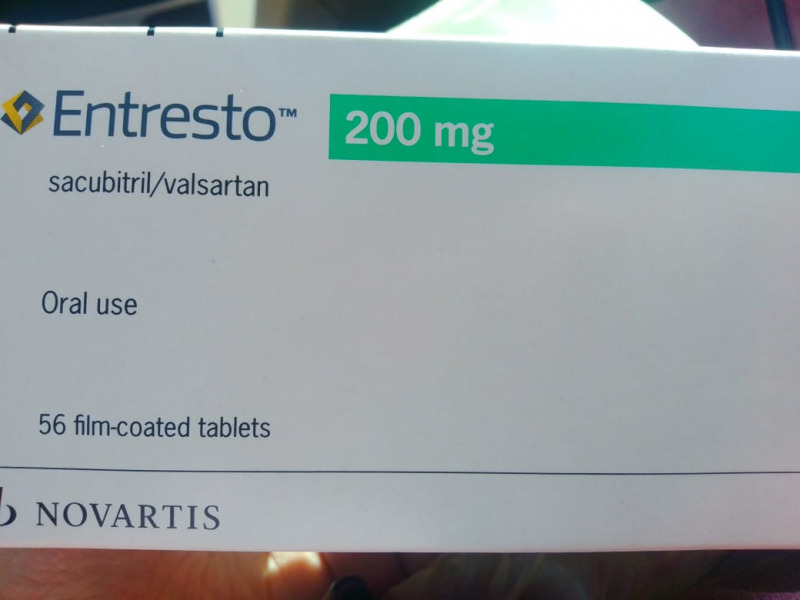 Entresto™
200 mg
sacubitril/valsartan
Oral use
56 film-coated tablets
NOVARTIS